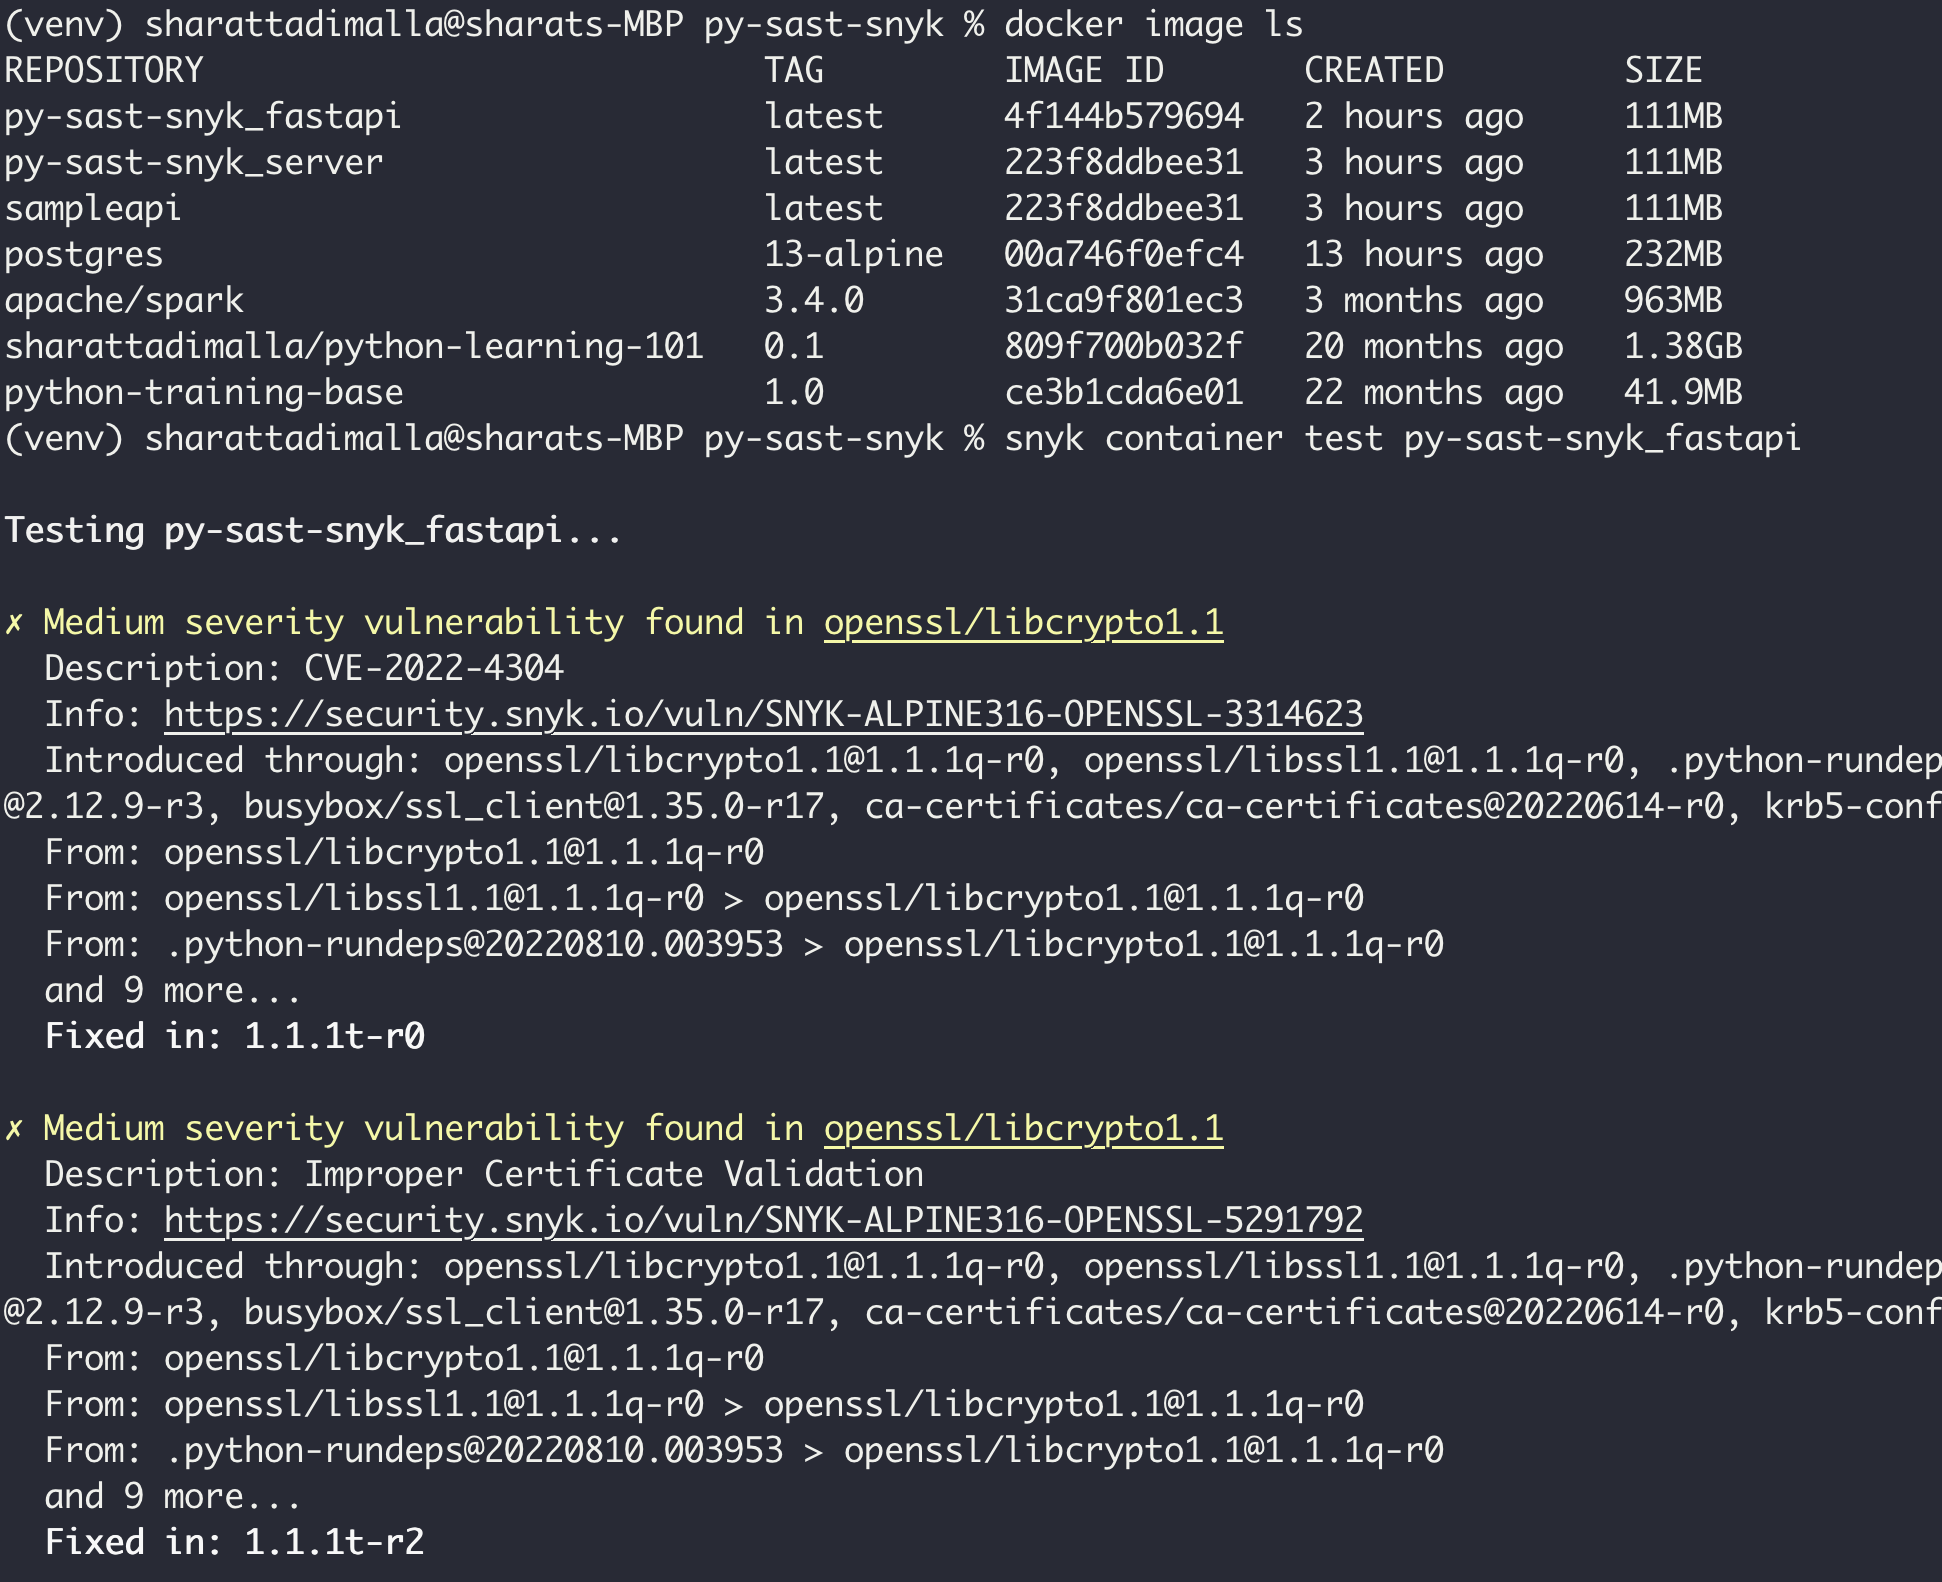 (venv) sharattadimalla@sharats-MBP py-sast-snyk % docker image ls
REPOSITORY                            TAG         IMAGE ID       CREATED         SIZE
py-sast-snyk_fastapi                  latest      4f144b579694   2 hours ago     111MB
py-sast-snyk_server                   latest      223f8ddbee31   3 hours ago     111MB
sampleapi                             latest      223f8ddbee31   3 hours ago     111MB
postgres                              13-alpine   00a746f0efc4   13 hours ago    232MB
apache/spark                          3.4.0       31ca9f801ec3   3 months ago    963MB
sharattadimalla/python-learning-101   0.1         809f700b032f   20 months ago   1.38GB
python-training-base                  1.0         ce3b1cda6e01   22 months ago   41.9MB
(venv) sharattadimalla@sharats-MBP py-sast-snyk % snyk container test py-sast-snyk_fastapi
Testing py-sast-snyk_fastapi...
✗ Medium severity vulnerability found in openssl/libcrypto1.1
  Description: CVE-2022-4304
  Info: https://security.snyk.io/vuln/SNYK-ALPINE316-OPENSSL-3314623
  Introduced through: openssl/libcrypto1.1@1.1.1q-r0, openssl/libssl1.1@1.1.1q-r0, .python-rundep
@2.12.9-r3, busybox/ssl_client@1.35.0-r17, ca-certificates/ca-certificates@20220614-r0, krb5-conf
  From: openssl/libcrypto1.1@1.1.1q-r0
  From: openssl/libssl1.1@1.1.1q-r0 > openssl/libcrypto1.1@1.1.1q-r0
  From: .python-rundeps@20220810.003953 > openssl/libcrypto1.1@1.1.1q-r0
  and 9 more...
  Fixed in: 1.1.1t-r0
✗ Medium severity vulnerability found in openssl/libcrypto1.1
  Description: Improper Certificate Validation
  Info: https://security.snyk.io/vuln/SNYK-ALPINE316-OPENSSL-5291792
  Introduced through: openssl/libcrypto1.1@1.1.1q-r0, openssl/libssl1.1@1.1.1q-r0, .python-rundep
@2.12.9-r3, busybox/ssl_client@1.35.0-r17, ca-certificates/ca-certificates@20220614-r0, krb5-conf
  From: openssl/libcrypto1.1@1.1.1q-r0
  From: openssl/libssl1.1@1.1.1q-r0 > openssl/libcrypto1.1@1.1.1q-r0
  From: .python-rundeps@20220810.003953 > openssl/libcrypto1.1@1.1.1q-r0
  and 9 more...
  Fixed in: 1.1.1t-r2